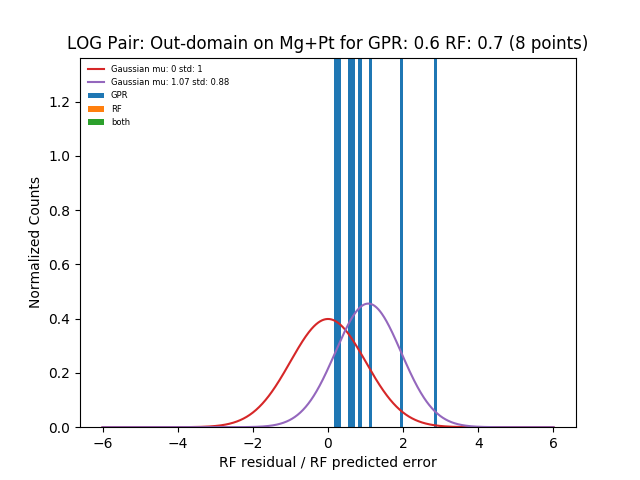 LOG Pair: Out-domain on Mg+Pt for GPR: 0.6 RF: 0.7 (8 points)
Gaussian mu: 0 std: 1
Gaussian mu: 1.07 std: 0.88
GPR
RF
both
Normalized Counts
1.2
1.0
0.8
0.6
0.4
0.2
0.0
−6 −4 −2 0 2 4 6
RF residual / RF predicted error